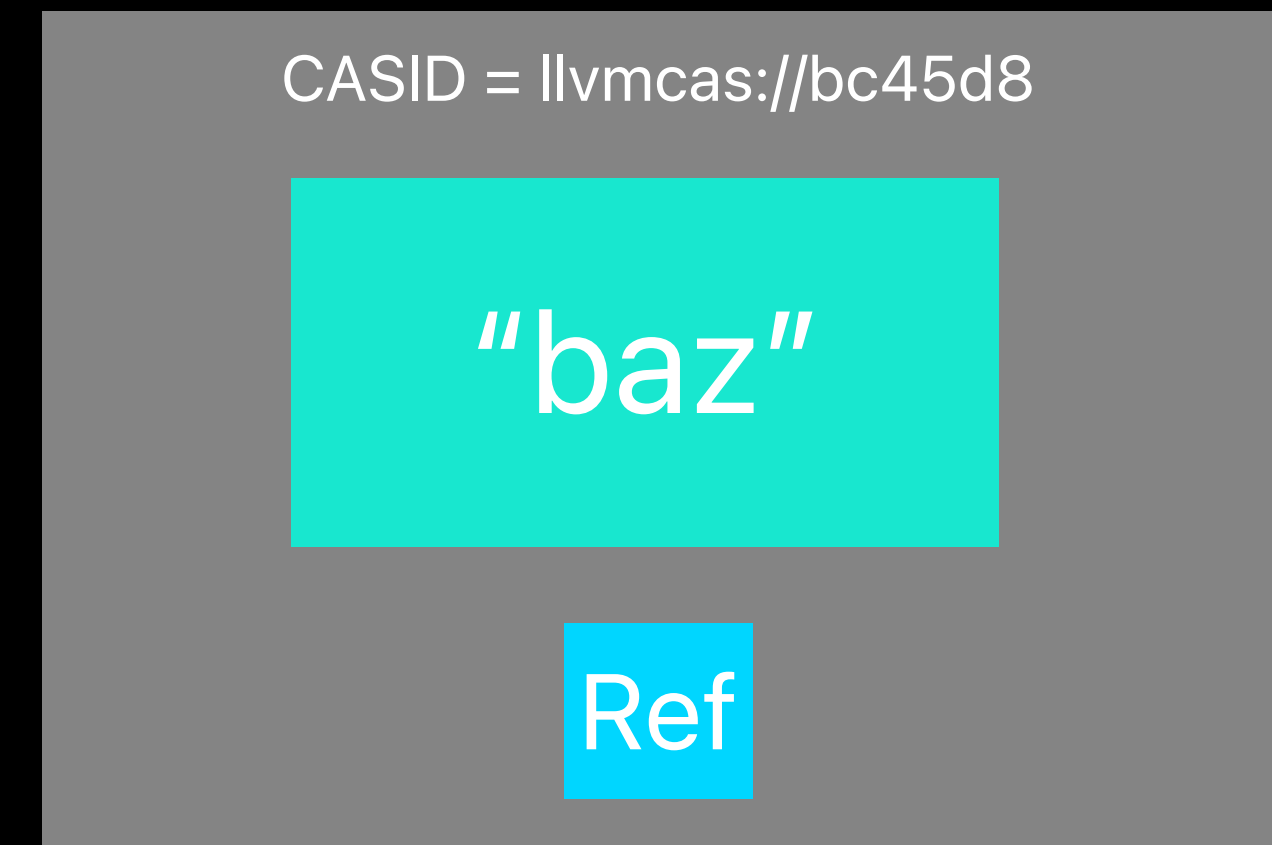 CASID = llvmcas://bc45d8
“baz”
Ref